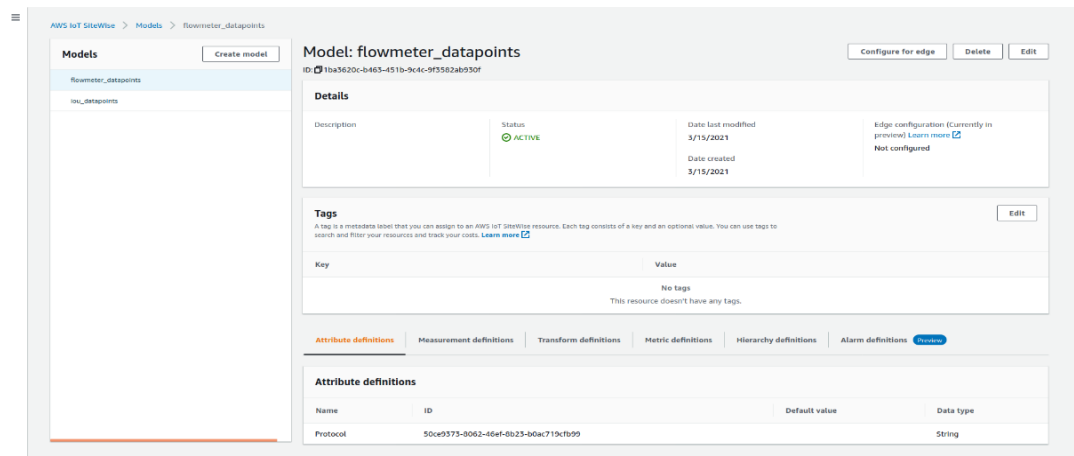 AWS IoT SiteWise > Models > flowmeter_datapoints
Models
Create model
flowmeter_datapoints
iou_datapoints
Model: flowmeter_datapoints
ID: 1ba3620c-b463-451b-9c4c-9f3582ab930f
Configure for edge
Delete
Edit
Details
Description
Status
ACTIVE
Date last modified
3/15/2021
Date created
3/15/2021
Edge configuration (Currently in
preview) Learn more
Not configured
Tags
Edit
A tag is a metadata label that you can assign to an AWS IoT SiteWise resource. Each tag consists of a key and an optional value. You can use tags to
search and filter your resources and track your costs. Learn more
Key Value
No tags
This resource doesn't have any tags.
Attribute definitions Measurement definitions Transform definitions Metric definitions Hierarchy definitions Alarm definitions Preview
Attribute definitions
Name ID Default value Data type
Protocol 50ce9373-8062-46ef-8b23-b0ac719cfb99 String